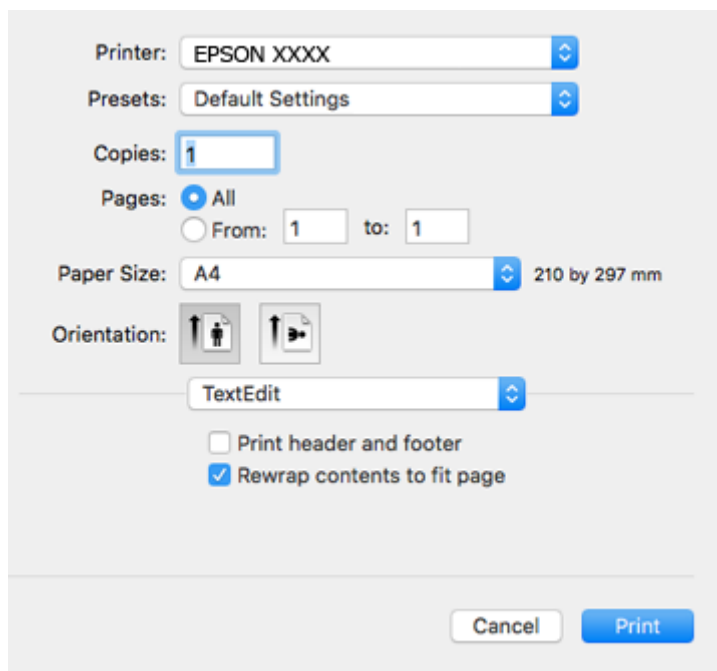 Printer: EPSON XXXX
Presets: Default Settings
Copies: 1
Pages: All
From: 1 to: 1
Paper Size: A4 210 by 297 mm
Orientation:
TextEdit
Print header and footer
Rewrap contents to fit page
Cancel Print